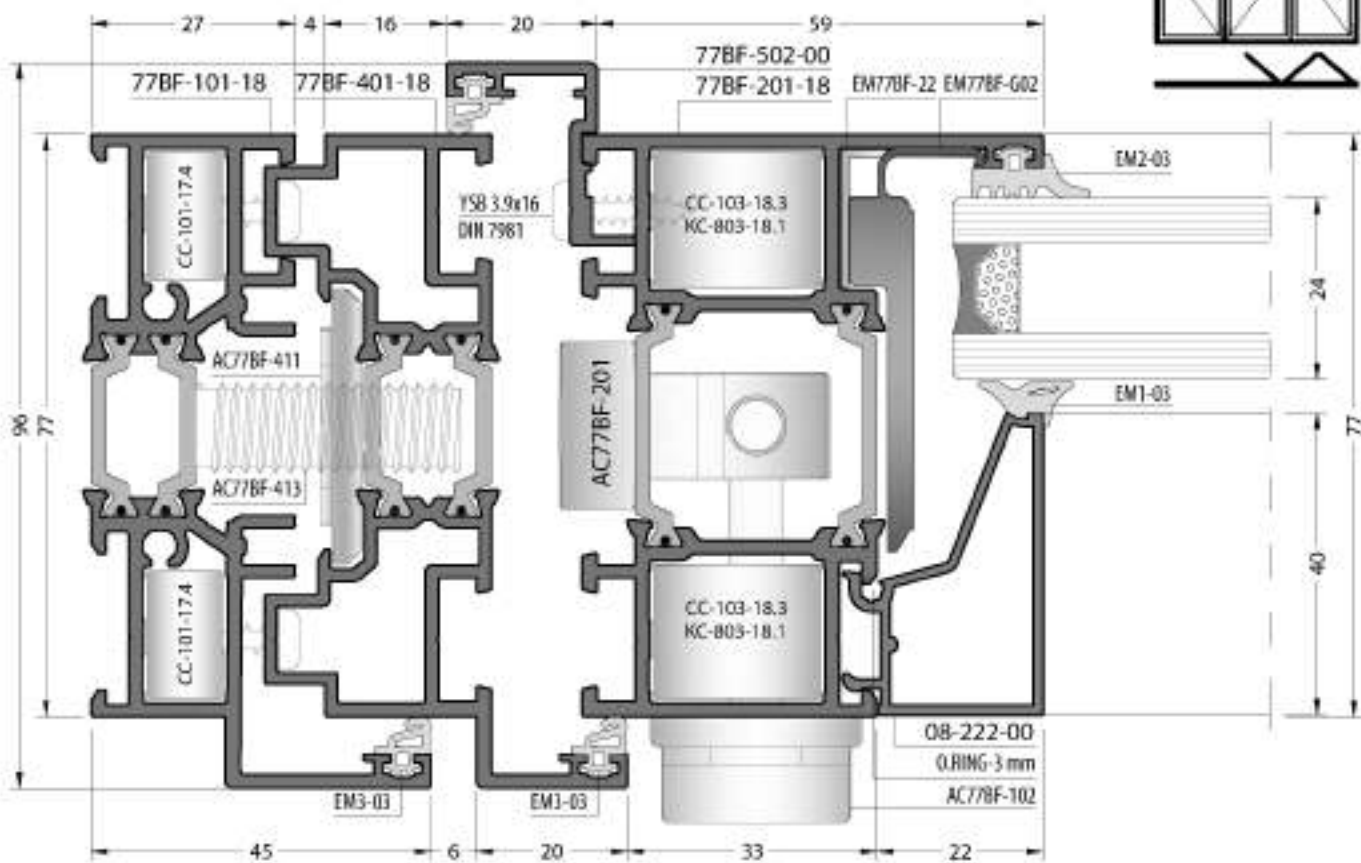 27 4 16 20 59
77BF-502-00
77BF-101-18 77BF-401-18 77BF-201-18 EM77BF-22 EM77BF-G02
EM2-03
CC-101-17.4
YSB 3.9x16
DIN 7981
CC-103-18.3
KC-803-18.1
24
AC77BF-411
AC77BF-201
EM1-03
96 77
77
AC77BF-413
40
CC-101-17.4
CC-103-18.3
KC-803-18.1
08-222-00
O.RING-3 mm
EM3-03 EM3-03 AC77BF-102
45 6 20 33 22